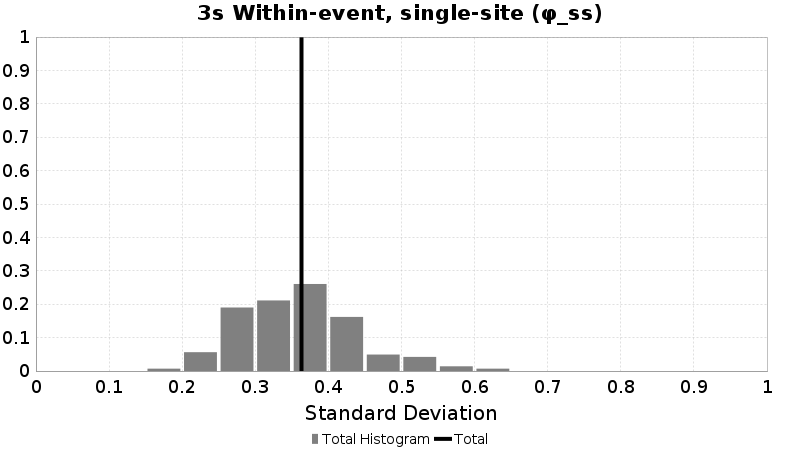 3s Within-event, single-site (φ_ss)
1
0.9
0.8
0.7
0.6
0.5
0.4
0.3
0.2
0.1
0
0 0.1 0.2 0.3 0.4 0.5 0.6 0.7 0.8 0.9 1
Standard Deviation
Total Histogram Total